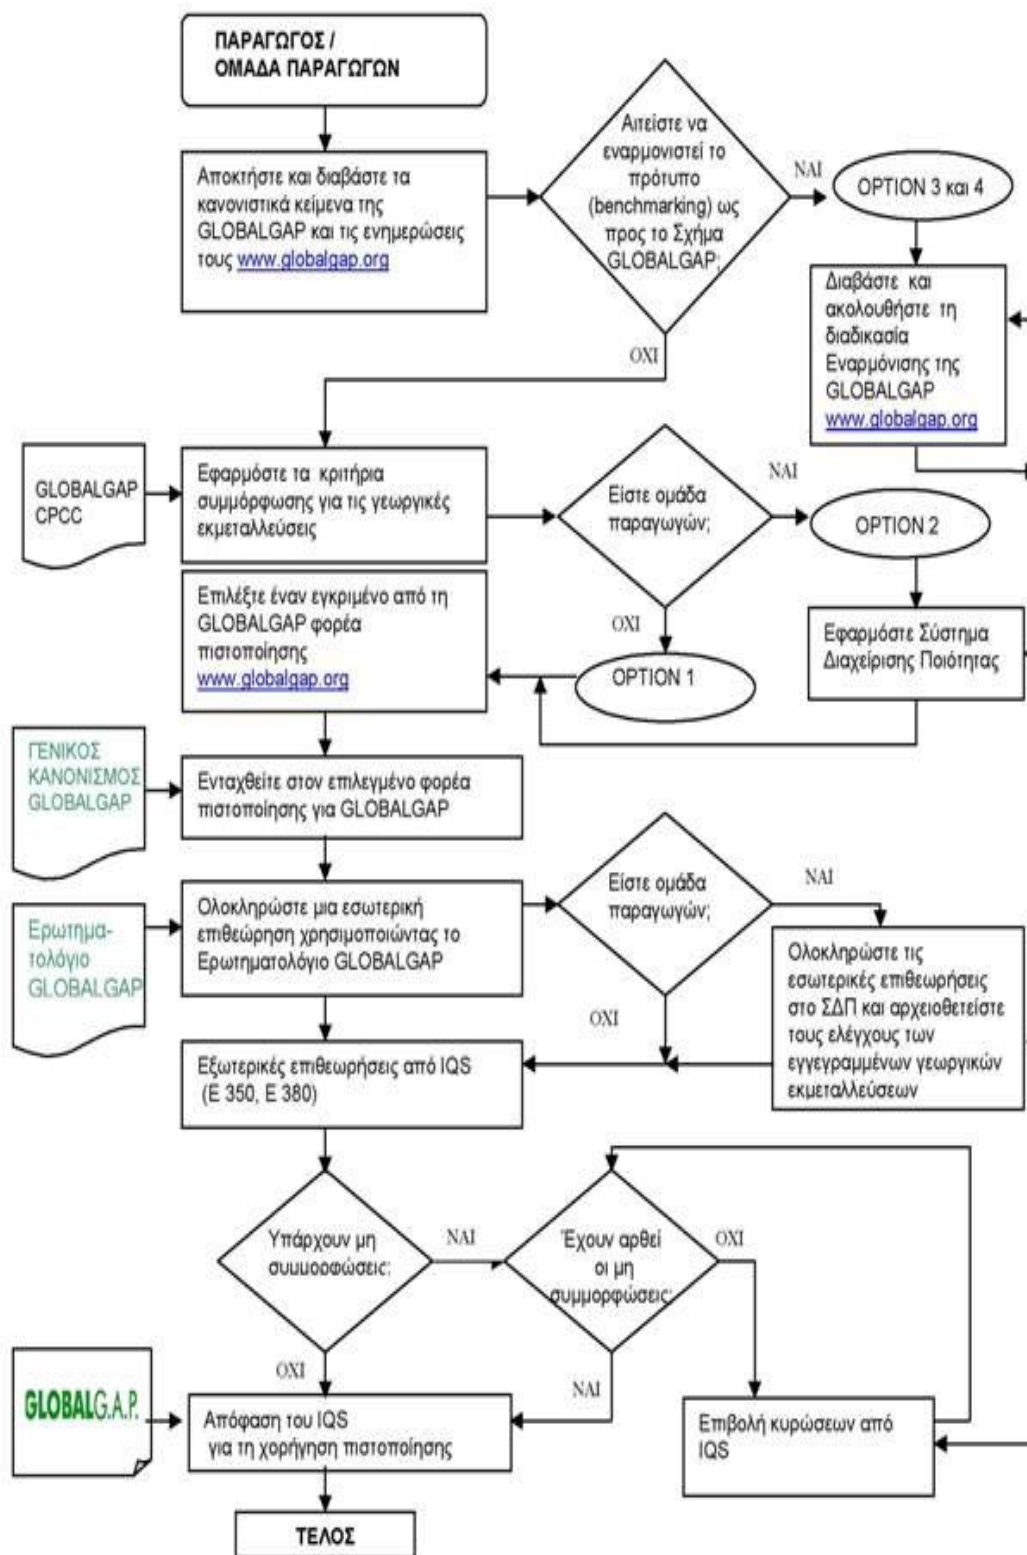 ΠΑΡΑΓΩΓΟΣ /
ΟΜΑΔΑ ΠΑΡΑΓΩΓΩΝ
Αποκτήστε και διαβάστε τα
κανονιστικά κείμενα της
GLOBALGAP και τις ενημερώσεις
τους www.globalgap.org
Αιτείστε να
εναρμονιστεί το
πρότυπο
(benchmarking) ως
προς το Σχήμα
GLOBALGAP;
ΝΑΙ
OPTION 3 και 4
Διαβάστε και
ακολουθήστε τη
διαδικασία
Εναρμόνισης της
GLOBALGAP
www.globalgap.org
ΟΧΙ
GLOBALGAP
CPCC
Εφαρμόστε τα κριτήρια
συμμόρφωσης για τις γεωργικές
εκμεταλλεύσεις
Είστε ομάδα
παραγωγών;
ΝΑΙ
OPTION 2
Εφαρμόστε Σύστημα
Διαχείρισης Ποιότητας
ΟΧΙ
OPTION 1
Επιλέξτε έναν εγκριμένο από τη
GLOBALGAP φορέα
πιστοποίησης
www.globalgap.org
ΓΕΝΙΚΟΣ
ΚΑΝΟΝΙΣΜΟΣ
GLOBALGAP
Ενταχθείτε στον επιλεγμένο φορέα
πιστοποίησης για GLOBALGAP
Ερωτημα-
τολόγιο
GLOBALGAP
Ολοκληρώστε μια εσωτερική
επιθεώρηση χρησιμοποιώντας το
Ερωτηματολόγιο GLOBALGAP
Είστε ομάδα
παραγωγών;
ΝΑΙ
Ολοκληρώστε τις
εσωτερικές επιθεωρήσεις
στο ΣΔΠ και αρχειοθετείστε
τους ελέγχους των
εγγεγραμμένων γεωργικών
εκμεταλλεύσεων
ΟΧΙ
Εξωτερικές επιθεωρήσεις από IQS
(Ε 350, Ε 380)
Υπάρχουν μη
συμμορφώσεις;
ΝΑΙ
Έχουν αρθεί
οι μη
συμμορφώσεις;
ΟΧΙ
ΟΧΙ
ΝΑΙ
GLOBALG.A.P.
Απόφαση του IQS
για τη χορήγηση πιστοποίησης
Επιβολή κυρώσεων από
IQS
ΤΕΛΟΣ